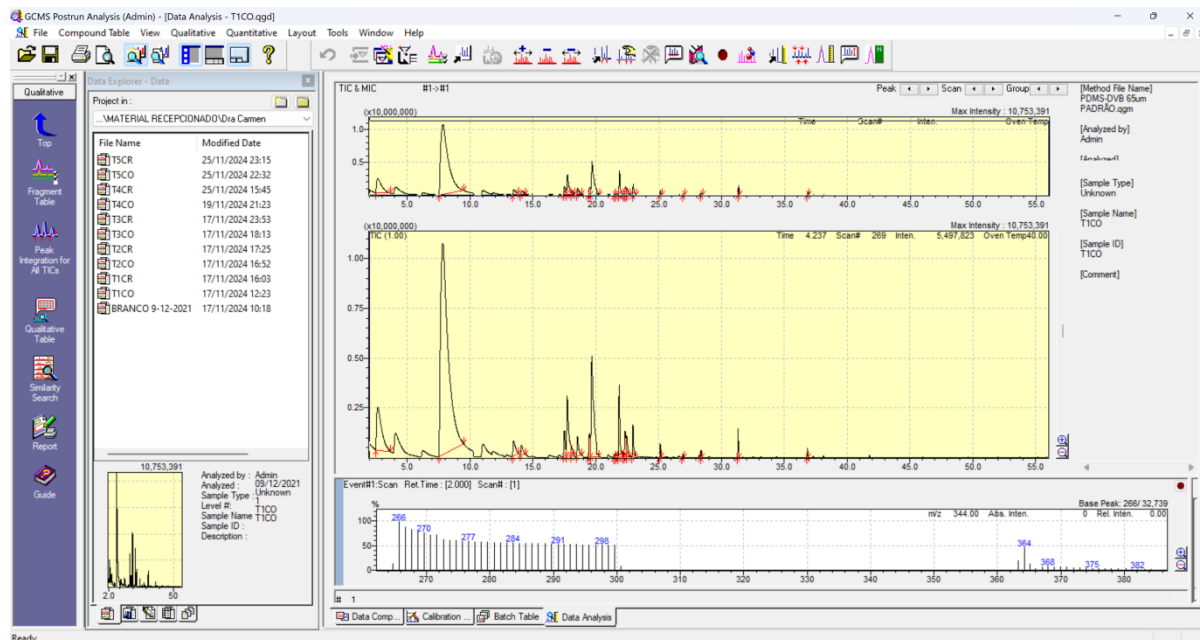 GCMS Postrun Analysis (Admin) - [Data Analysis - T1CO.qgd]
File Compound Table View Qualitative Quantitative Layout Tools Window Help
Qualitative
Top
Fragment
Table
Peak
Integration for
All TICs
Qualitative
Table
Similarity
Search
Report
Guide
Data Explorer - Data
Project in :
...\MATERIAL RECEPCIONADO\Dra Carmen
File Name Modified Date
T5CR 25/11/2024 23:15
T5CO 25/11/2024 22:32
T4CR 25/11/2024 15:45
T4CO 19/11/2024 21:23
T3CR 17/11/2024 23:53
T3CO 17/11/2024 18:13
T2CR 17/11/2024 17:25
T2CO 17/11/2024 16:52
T1CR 17/11/2024 16:03
T1CO 17/11/2024 12:23
BRANCO 9-12-2021 17/11/2024 10:18
10,753,391
2.0 50
Analyzed by : Admin
Analyzed : 09/12/2021
Sample Type : Unknown
Level #: 1
Sample Name T1CO
Sample ID : T1CO
Description :
TIC & MIC #1->#1
Peak Scan Group
(x10,000,000) Max Intensity : 10,753,391
Time Scan# Inten. Oven Temp
1.0
0.5
5.0 10.0 15.0 20.0 25.0 30.0 35.0 40.0 45.0 50.0 55.0
(x10,000,000) Max Intensity : 10,753,391
TIC (1.00) Time 4.237 Scan# 269 Inten. 5,497,823 Oven Temp40.00
1.00
0.75
0.50
0.25
5.0 10.0 15.0 20.0 25.0 30.0 35.0 40.0 45.0 50.0 55.0
[Method File Name]
PDMS-DVB 65um
PADRÃO.qgm
[Analyzed by]
Admin
[Analyzed]
[Sample Type]
Unknown
[Sample Name]
T1CO
[Sample ID]
T1CO
[Comment]
Event#1:Scan Ret.Time : [2.000] Scan# : [1]
Base Peak: 266/ 32,739
% m/z 344.00 Abs. Inten. 0 Rel. Inten. 0.00
100
50
0
266 270 277 284 291 298 364 368 375 382
270 280 290 300 310 320 330 340 350 360 370 380
# 1
Data Comp... Calibration ... Batch Table Data Analysis
Ready